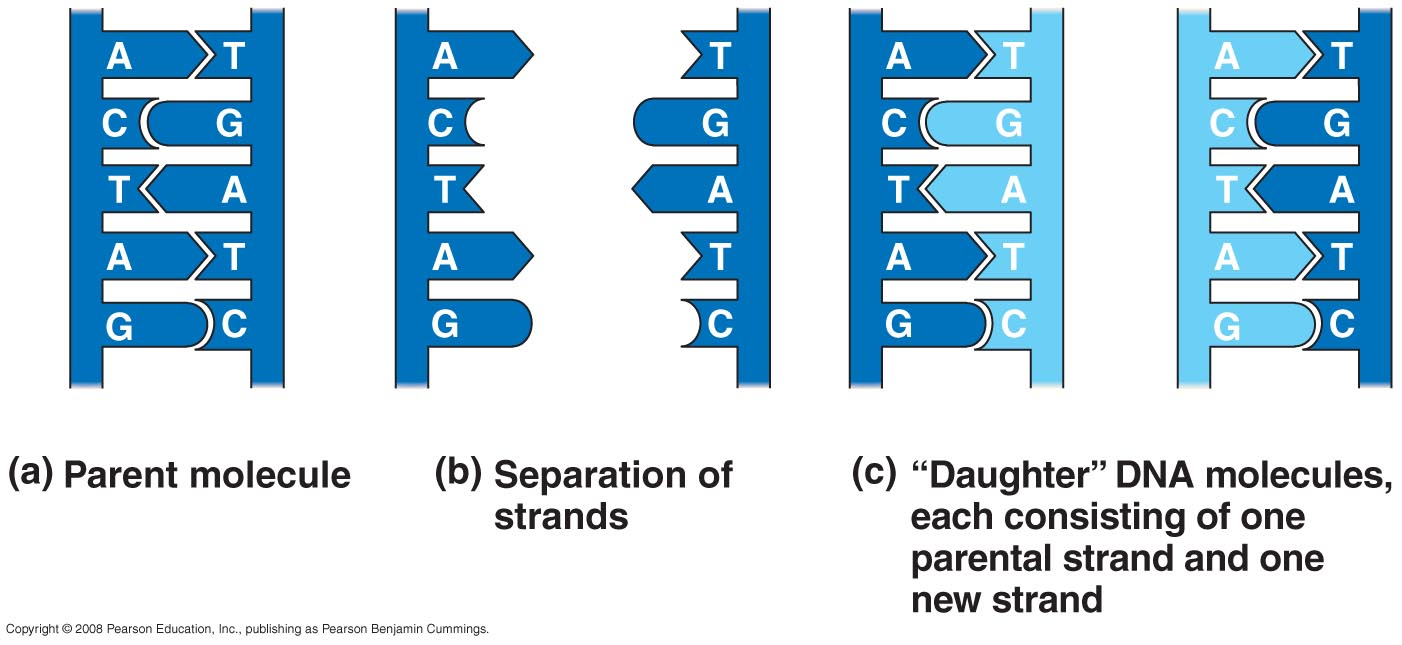 A T A T A T A T
C G C G C G C G
T A T A T A T A
A T A T A T A T
G C G C G C G C
(a) Parent molecule
(b) Separation of
strands
(c) “Daughter” DNA molecules,
each consisting of one
parental strand and one
new strand
Copyright © 2008 Pearson Education, Inc., publishing as Pearson Benjamin Cummings.